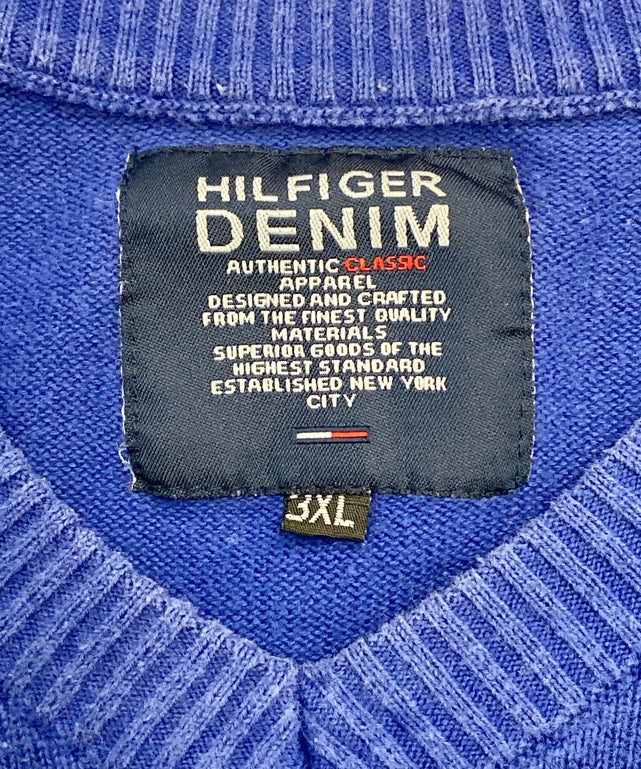 HILFIGER
DENIM
AUTHENTIC CLASSIC
APPAREL
DESIGNED AND CRAFTED
FROM THE FINEST QUALITY
MATERIALS
SUPERIOR GOODS OF THE
HIGHEST STANDARD
ESTABLISHED NEW YORK
CITY
3XL